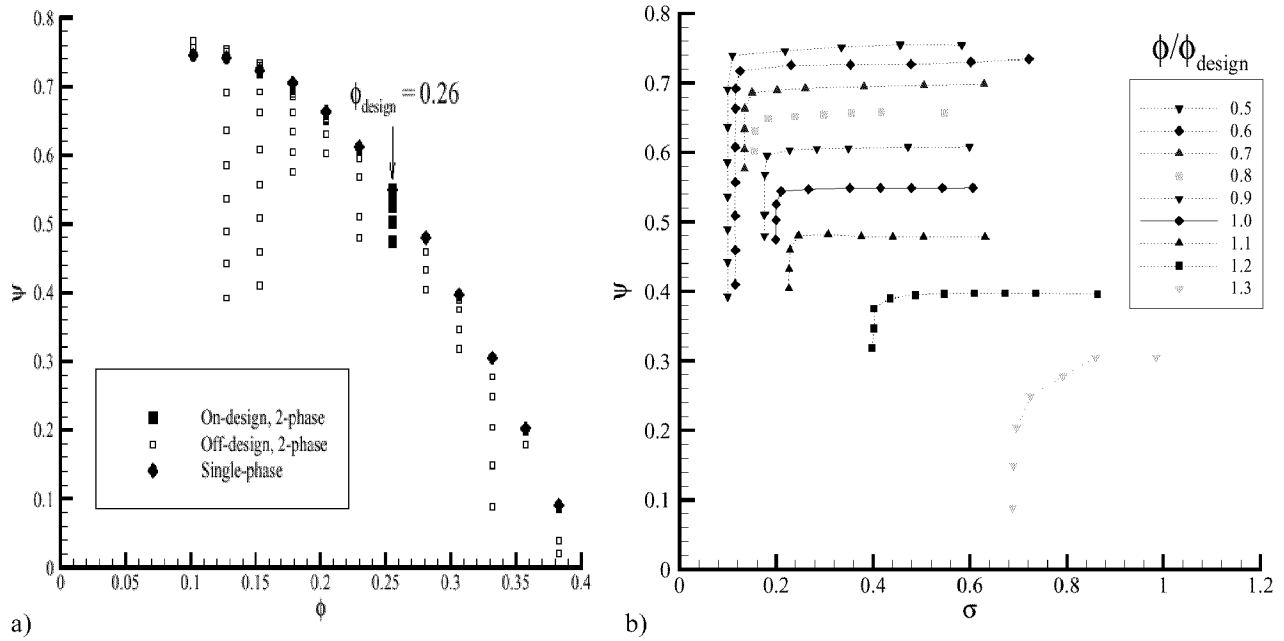 0.8
0.7
0.6
0.5
0.4
0.3
0.2
0.1
0
ψ
ϕdesign = 0.26
On-design, 2-phase
Off-design, 2-phase
Single-phase
0 0.05 0.1 0.15 0.2 0.25 0.3 0.35 0.4
ϕ
a)
0.8
0.7
0.6
0.5
0.4
0.3
0.2
0.1
0
ψ
ϕ/ϕdesign
0.5
0.6
0.7
0.8
0.9
1.0
1.1
1.2
1.3
0 0.2 0.4 0.6 0.8 1 1.2
σ
b)